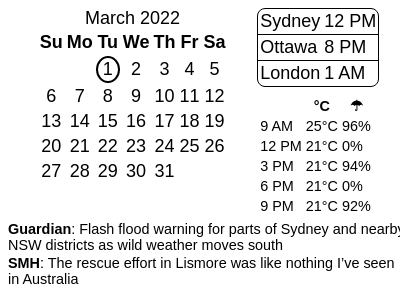 March 2022
Su Mo Tu We Th Fr Sa
1 2 3 4 5
6 7 8 9 10 11 12
13 14 15 16 17 18 19
20 21 22 23 24 25 26
27 28 29 30 31
Sydney 12 PM
Ottawa 8 PM
London 1 AM
°C ☂
9 AM 25°C 96%
12 PM 21°C 0%
3 PM 21°C 94%
6 PM 21°C 0%
9 PM 21°C 92%
Guardian: Flash flood warning for parts of Sydney and nearby
NSW districts as wild weather moves south
SMH: The rescue effort in Lismore was like nothing I've seen
in Australia